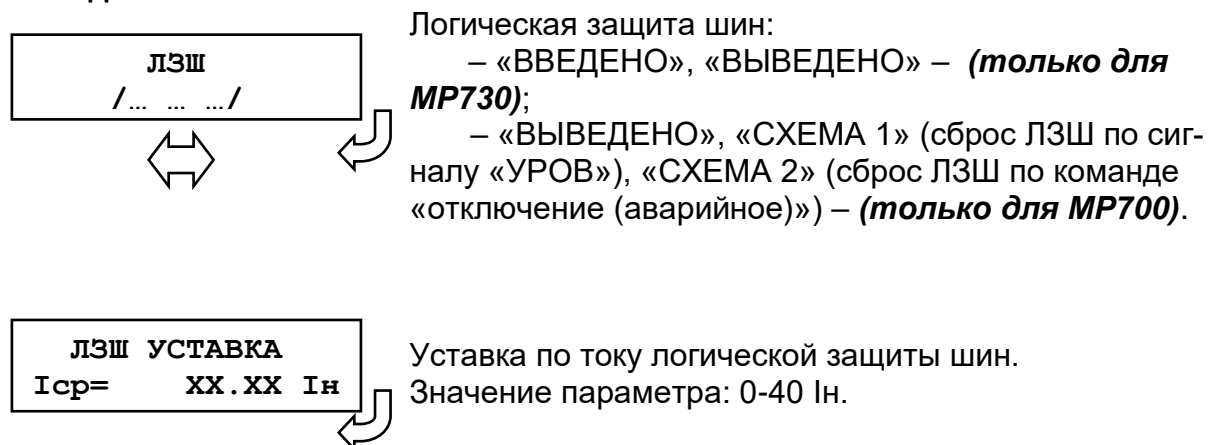 Логическая защита шин:
ЛЗШ
/… … …/
– «ВВЕДЕНО», «ВЫВЕДЕНО» – (только для
МР730);
– «ВЫВЕДЕНО», «СХЕМА 1» (сброс ЛЗШ по сиг-
налу «УРОВ»), «СХЕМА 2» (сброс ЛЗШ по команде
«отключение (аварийное)») – (только для МР700).
ЛЗШ УСТАВКА
Iср= XX.XX Iн
Уставка по току логической защиты шин.
Значение параметра: 0-40 Iн.